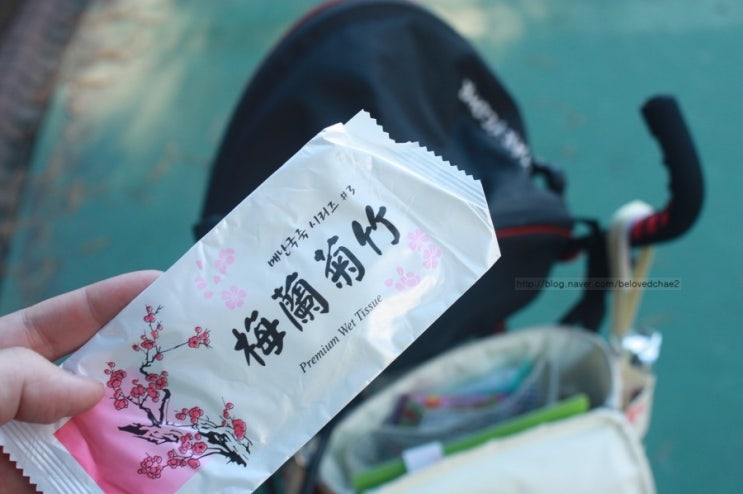 매난국죽 시리즈 #3
梅蘭菊竹
Premium Wet Tissue
http://blog.naver.com/belovedchae2